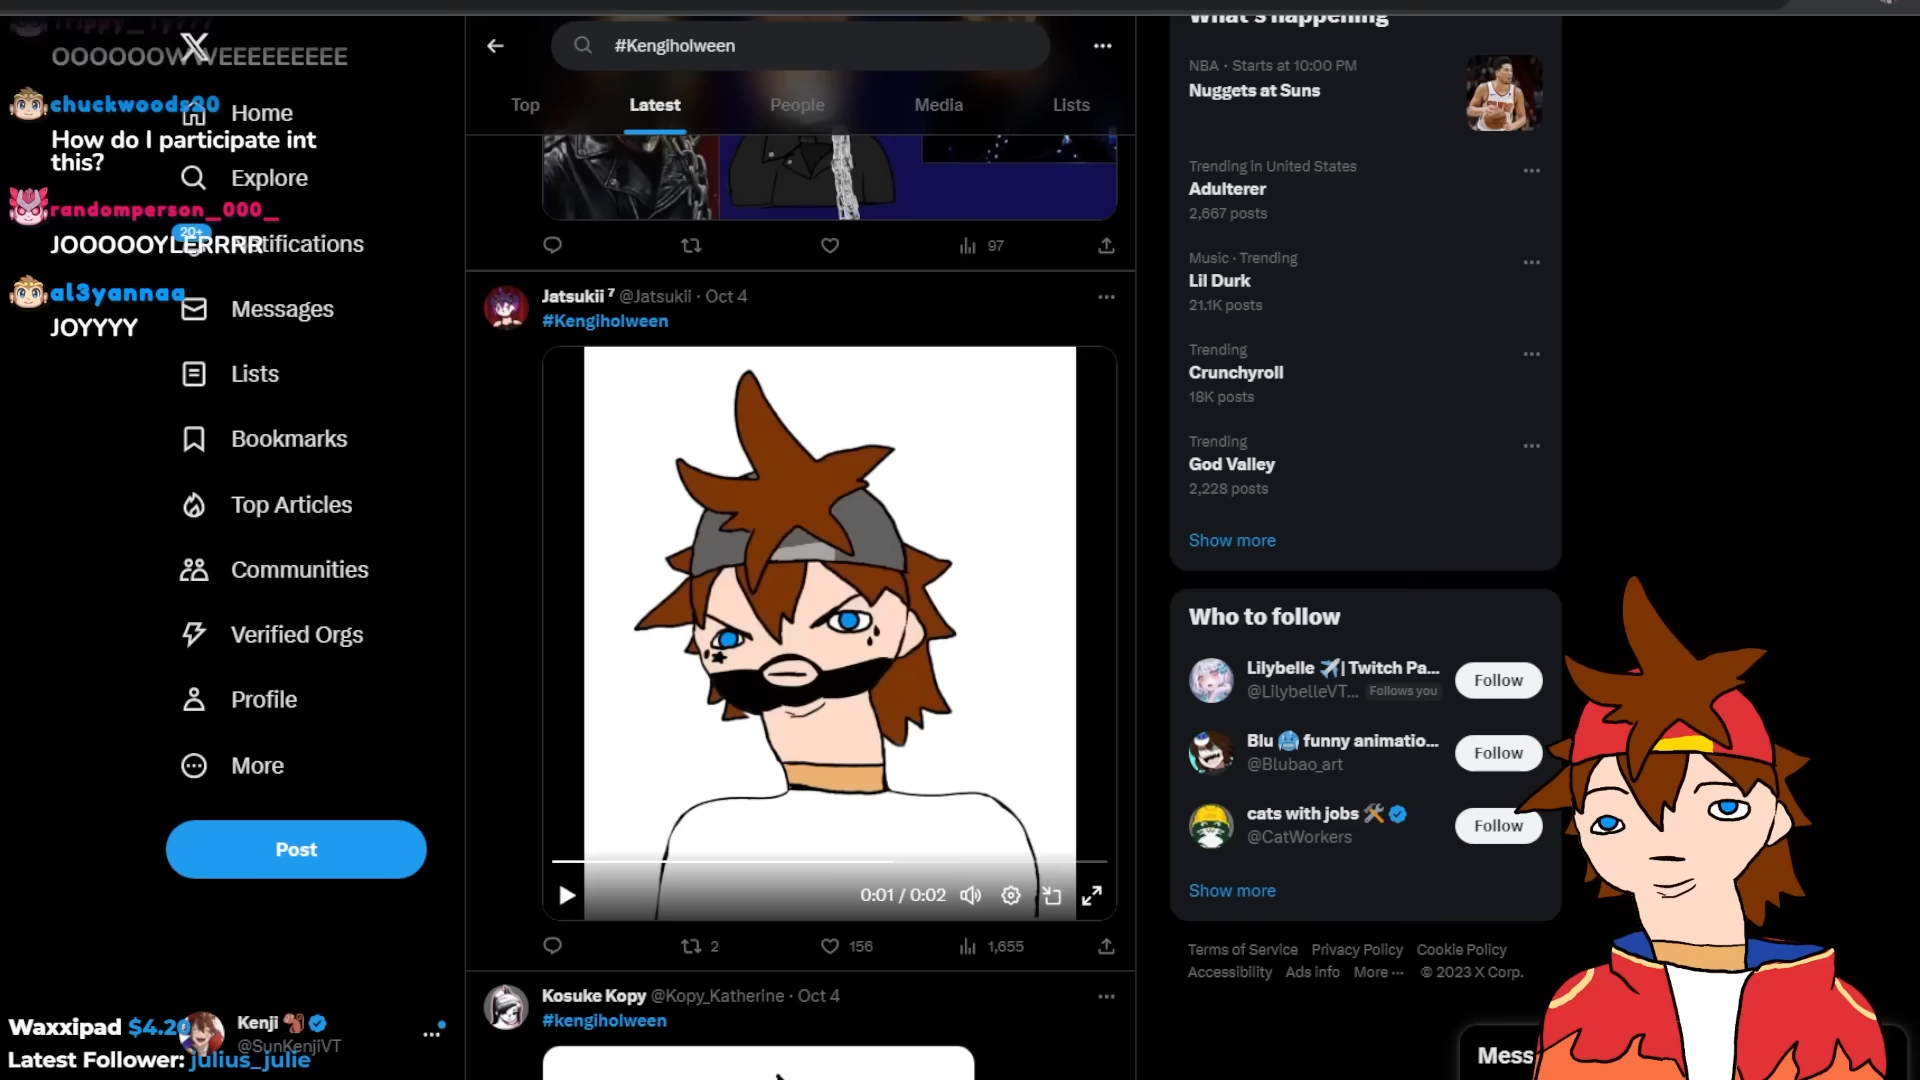 OOOOOOWWEEEEEEEEE
chuckwoods20
How do I participate int
this?
randomperson_000_
JOOOOOYLERRRR
al3yannaa
JOYYYY
Home
Explore
20+
Notifications
Messages
Lists
Bookmarks
Top Articles
Communities
Verified Orgs
Profile
More
Post
Waxxipad $4.20
Kenji
@SunKenjiVT
Latest Follower: julius_julie
#Kengiholween
Top
Latest
People
Media
Lists
97
Jatsukii⁷ @Jatsukii · Oct 4
#Kengiholween
0:01 / 0:02
2
156
1,655
Kosuke Kopy @Kopy_Katherine · Oct 4
#kengiholween
What's happening
NBA · Starts at 10:00 PM
Nuggets at Suns
Trending in United States
Adulterer
2,667 posts
Music · Trending
Lil Durk
21.1K posts
Trending
Crunchyroll
18K posts
Trending
God Valley
2,228 posts
Show more
Who to follow
Lilybelle ✈️| Twitch Pa...
@LilybelleVT... Follows you
Follow
Blu 🥶 funny animatio...
@Blubao_art
Follow
cats with jobs 🛠️
@CatWorkers
Follow
Show more
Terms of Service Privacy Policy Cookie Policy
Accessibility Ads info More ··· © 2023 X Corp.
Mess